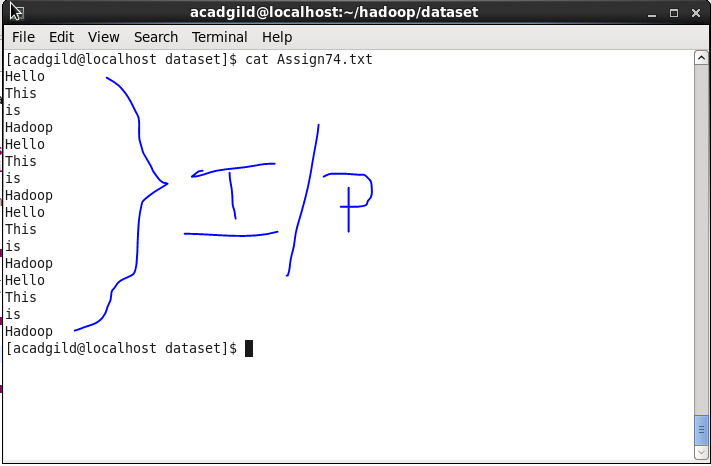 acadgild@localhost:~/hadoop/dataset
File Edit View Search Terminal Help
[acadgild@localhost dataset]$ cat Assign74.txt
Hello
This
is
Hadoop
Hello
This
is
Hadoop
Hello
This
is
Hadoop
Hello
This
is
Hadoop
[acadgild@localhost dataset]$
I/P